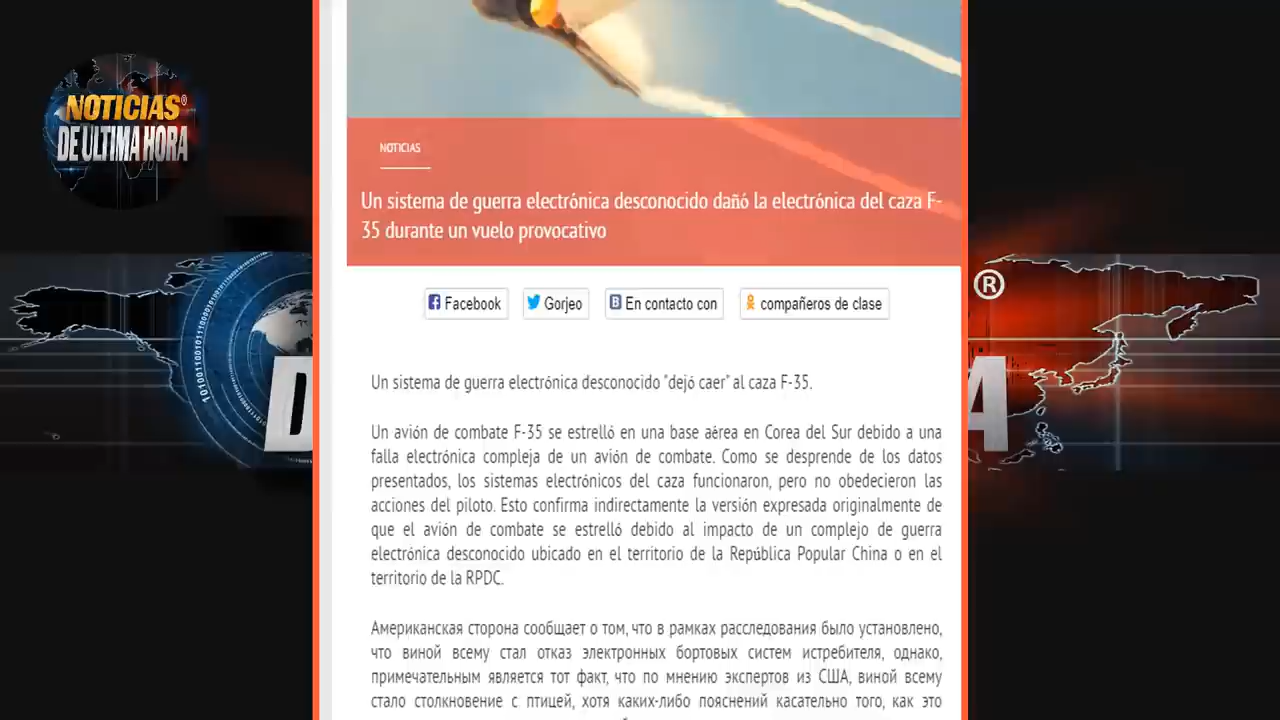 NOTICIAS®
DE ÚLTIMA HORA
NOTICIAS
Un sistema de guerra electrónica desconocido dañó la electrónica del caza F-
35 durante un vuelo provocativo
Facebook
Gorjeo
En contacto con
compañeros de clase
®
D
A
Un sistema de guerra electrónica desconocido "dejó caer" al caza F-35.
Un avión de combate F-35 se estrelló en una base aérea en Corea del Sur debido a una
falla electrónica compleja de un avión de combate. Como se desprende de los datos
presentados, los sistemas electrónicos del caza funcionaron, pero no obedecieron las
acciones del piloto. Esto confirma indirectamente la versión expresada originalmente de
que el avión de combate se estrelló debido al impacto de un complejo de guerra
electrónica desconocido ubicado en el territorio de la República Popular China o en el
territorio de la RPDC.
Американская сторона сообщает о том, что в рамках расследования было установлено,
что виной всему стал отказ электронных бортовых систем истребителя, однако,
примечательным является тот факт, что по мнению экспертов из США, виной всему
стало столкновение с птицей, хотя каких-либо пояснений касательно того, как это